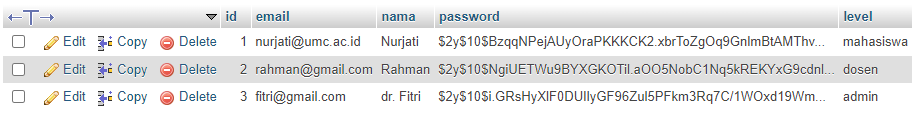 id email nama password level
Edit Copy Delete 1 nurjati@umc.ac.id Nurjati $2y$10$BzqqNPejAUyOraPKKKCK2.xbrToZgOq9GnlmBtAMThv... mahasiswa
Edit Copy Delete 2 rahman@gmail.com Rahman $2y$10$NgiUETWu9BYXGKOTil.aOO5NobC1Nq5kREKYxG9cdnl... dosen
Edit Copy Delete 3 fitri@gmail.com dr. Fitri $2y$10$i.GRsHyXlF0DUllyGF96Zul5PFkm3Rq7C/1WOxd19Wm... admin